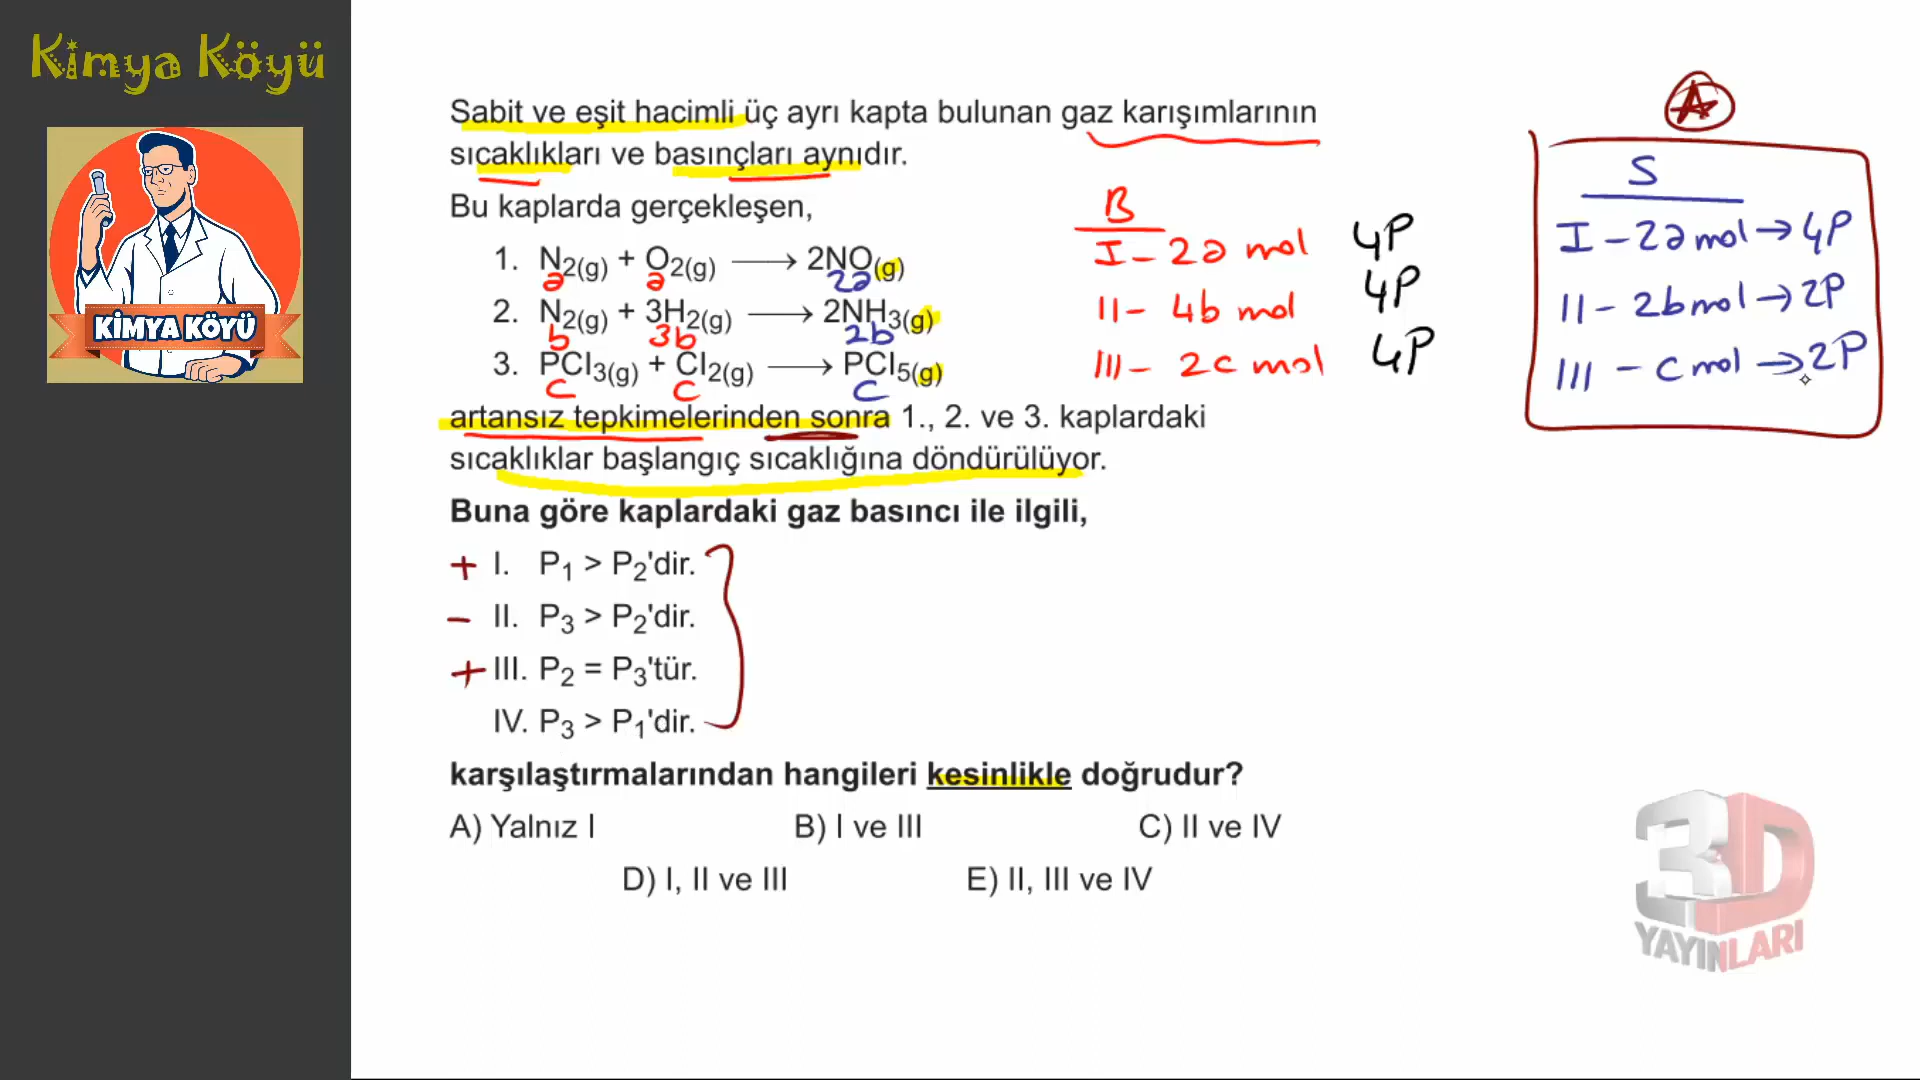 Kimya Köyü
KİMYA KÖYÜ
Sabit ve eşit hacimli üç ayrı kapta bulunan gaz karışımlarının
sıcaklıkları ve basınçları aynıdır.
Bu kaplarda gerçekleşen,
1. N2(g) + O2(g) ⟶ 2NO(g)
a a 2a
2. N2(g) + 3H2(g) ⟶ 2NH3(g)
b 3b 2b
3. PCl3(g) + Cl2(g) ⟶ PCl5(g)
c c c
artansız tepkimelerinden sonra 1., 2. ve 3. kaplardaki
sıcaklıklar başlangıç sıcaklığına döndürülüyor.
Buna göre kaplardaki gaz basıncı ile ilgili,
+ I. P1 > P2'dir.
- II. P3 > P2'dir.
+ III. P2 = P3'tür.
IV. P3 > P1'dir.
karşılaştırmalarından hangileri kesinlikle doğrudur?
A) Yalnız I B) I ve III C) II ve IV
D) I, II ve III E) II, III ve IV
B
I - 2a mol 4P
II - 4b mol 4P
III - 2c mol 4P
A
S
I - 2a mol → 4P
II - 2b mol → 2P
III - c mol → 2P
3D
YAYINLARI